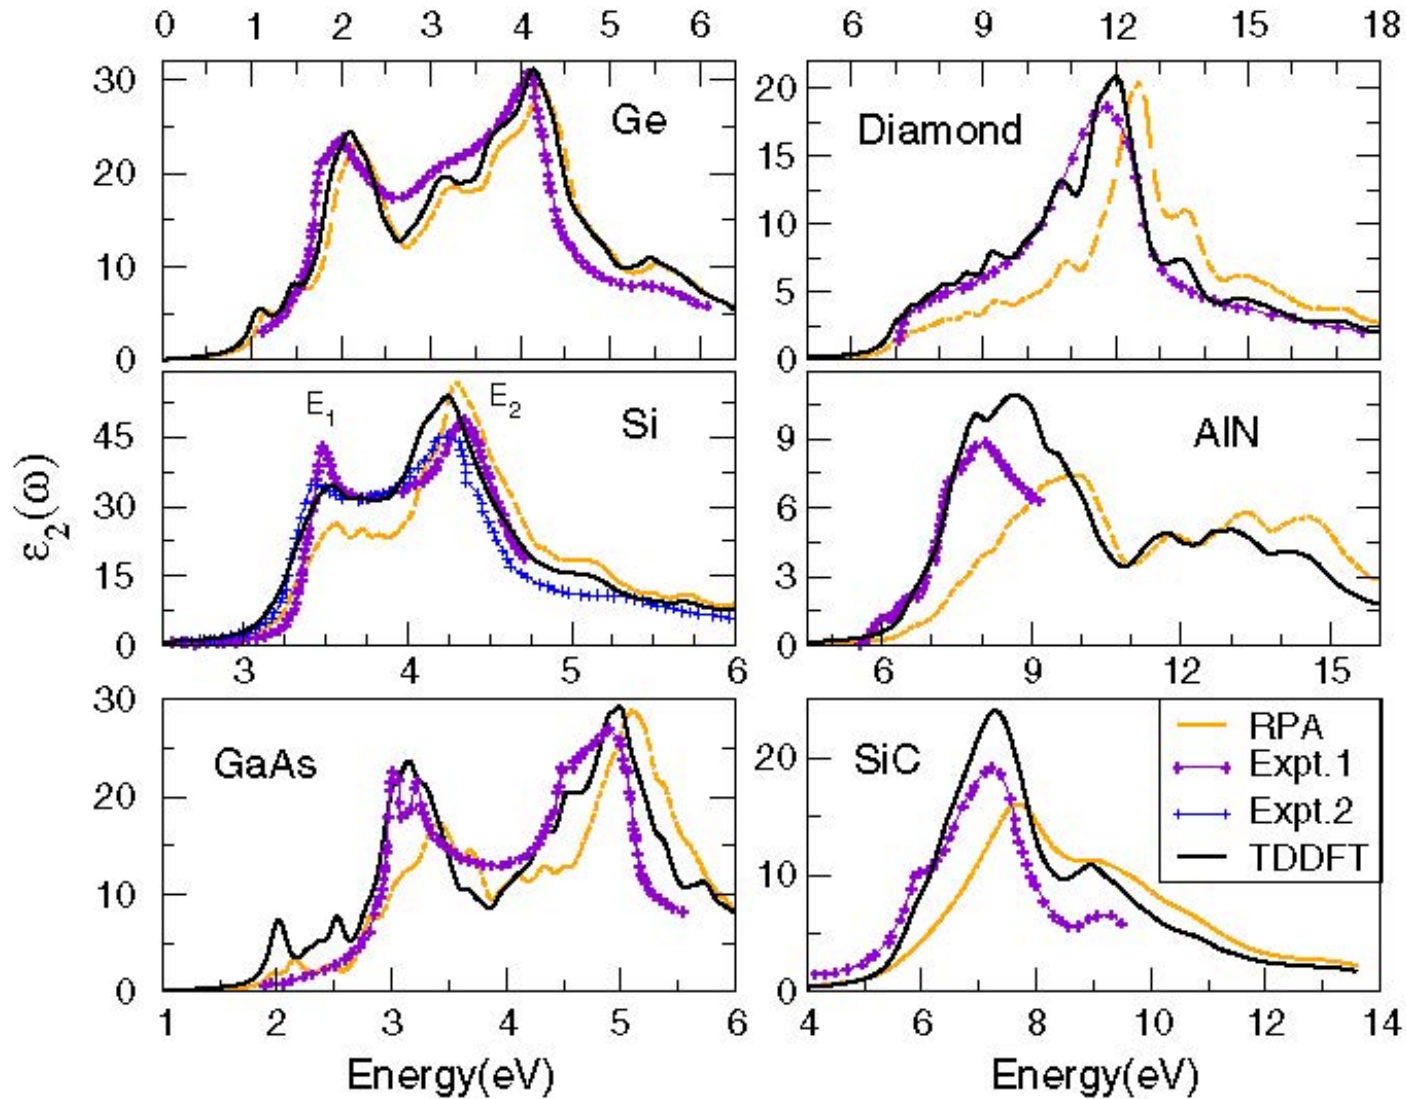 0 1 2 3 4 5 6
6 9 12 15 18
30
20
10
0
Ge
20
15
10
5
0
Diamond
ε2(ω)
45
30
15
0
E1
E2
Si
3 4 5 6
9
6
3
0
AlN
6 9 12 15
30
20
10
0
GaAs
1 2 3 4 5 6
Energy(eV)
20
10
0
SiC
RPA
Expt.1
Expt.2
TDDFT
4 6 8 10 12 14
Energy(eV)